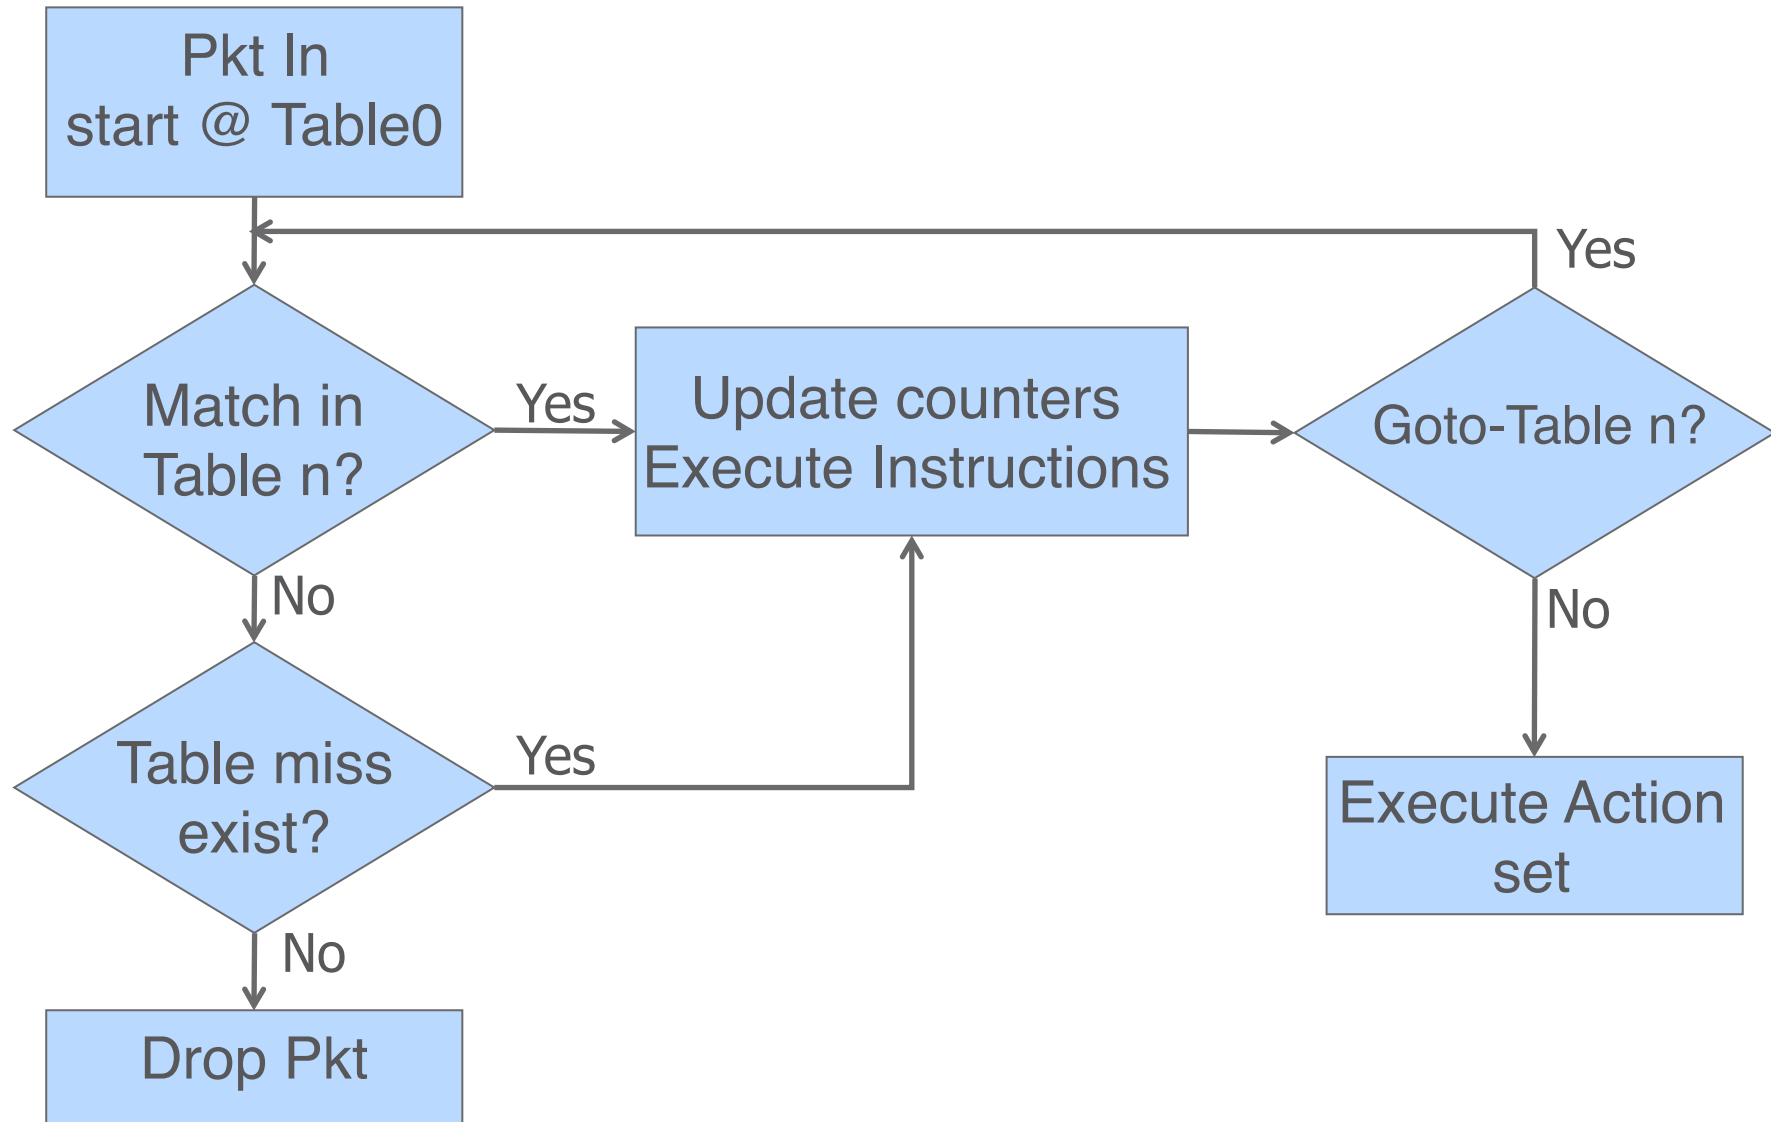 Pkt In
start @ Table0
Yes
Match in
Table n?
Yes
Update counters
Execute Instructions
Goto-Table n?
No
No
Table miss
exist?
Yes
Execute Action
set
No
Drop Pkt